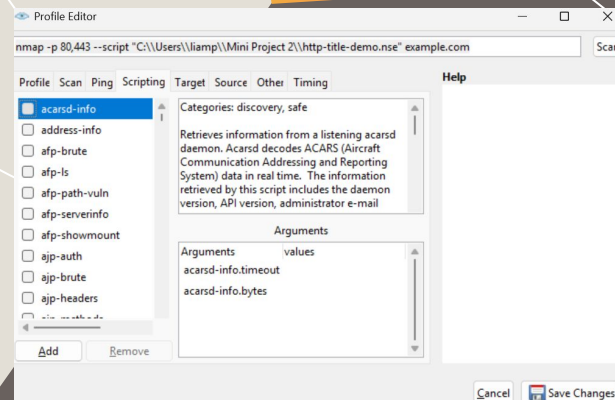 Profile Editor
nmap -p 80,443 --script "C:\\Users\\liamp\\Mini Project 2\\http-title-demo.nse" example.com
Scan
Profile Scan Ping Scripting Target Source Other Timing
Help
acarsd-info
address-info
afp-brute
afp-ls
afp-path-vuln
afp-serverinfo
afp-showmount
ajp-auth
ajp-brute
ajp-headers
Categories: discovery, safe
Retrieves information from a listening acarsd
daemon. Acarsd decodes ACARS (Aircraft
Communication Addressing and Reporting
System) data in real time. The information
retrieved by this script includes the daemon
version, API version, administrator e-mail
Arguments
Arguments values
acarsd-info.timeout
acarsd-info.bytes
Add Remove
Cancel Save Changes